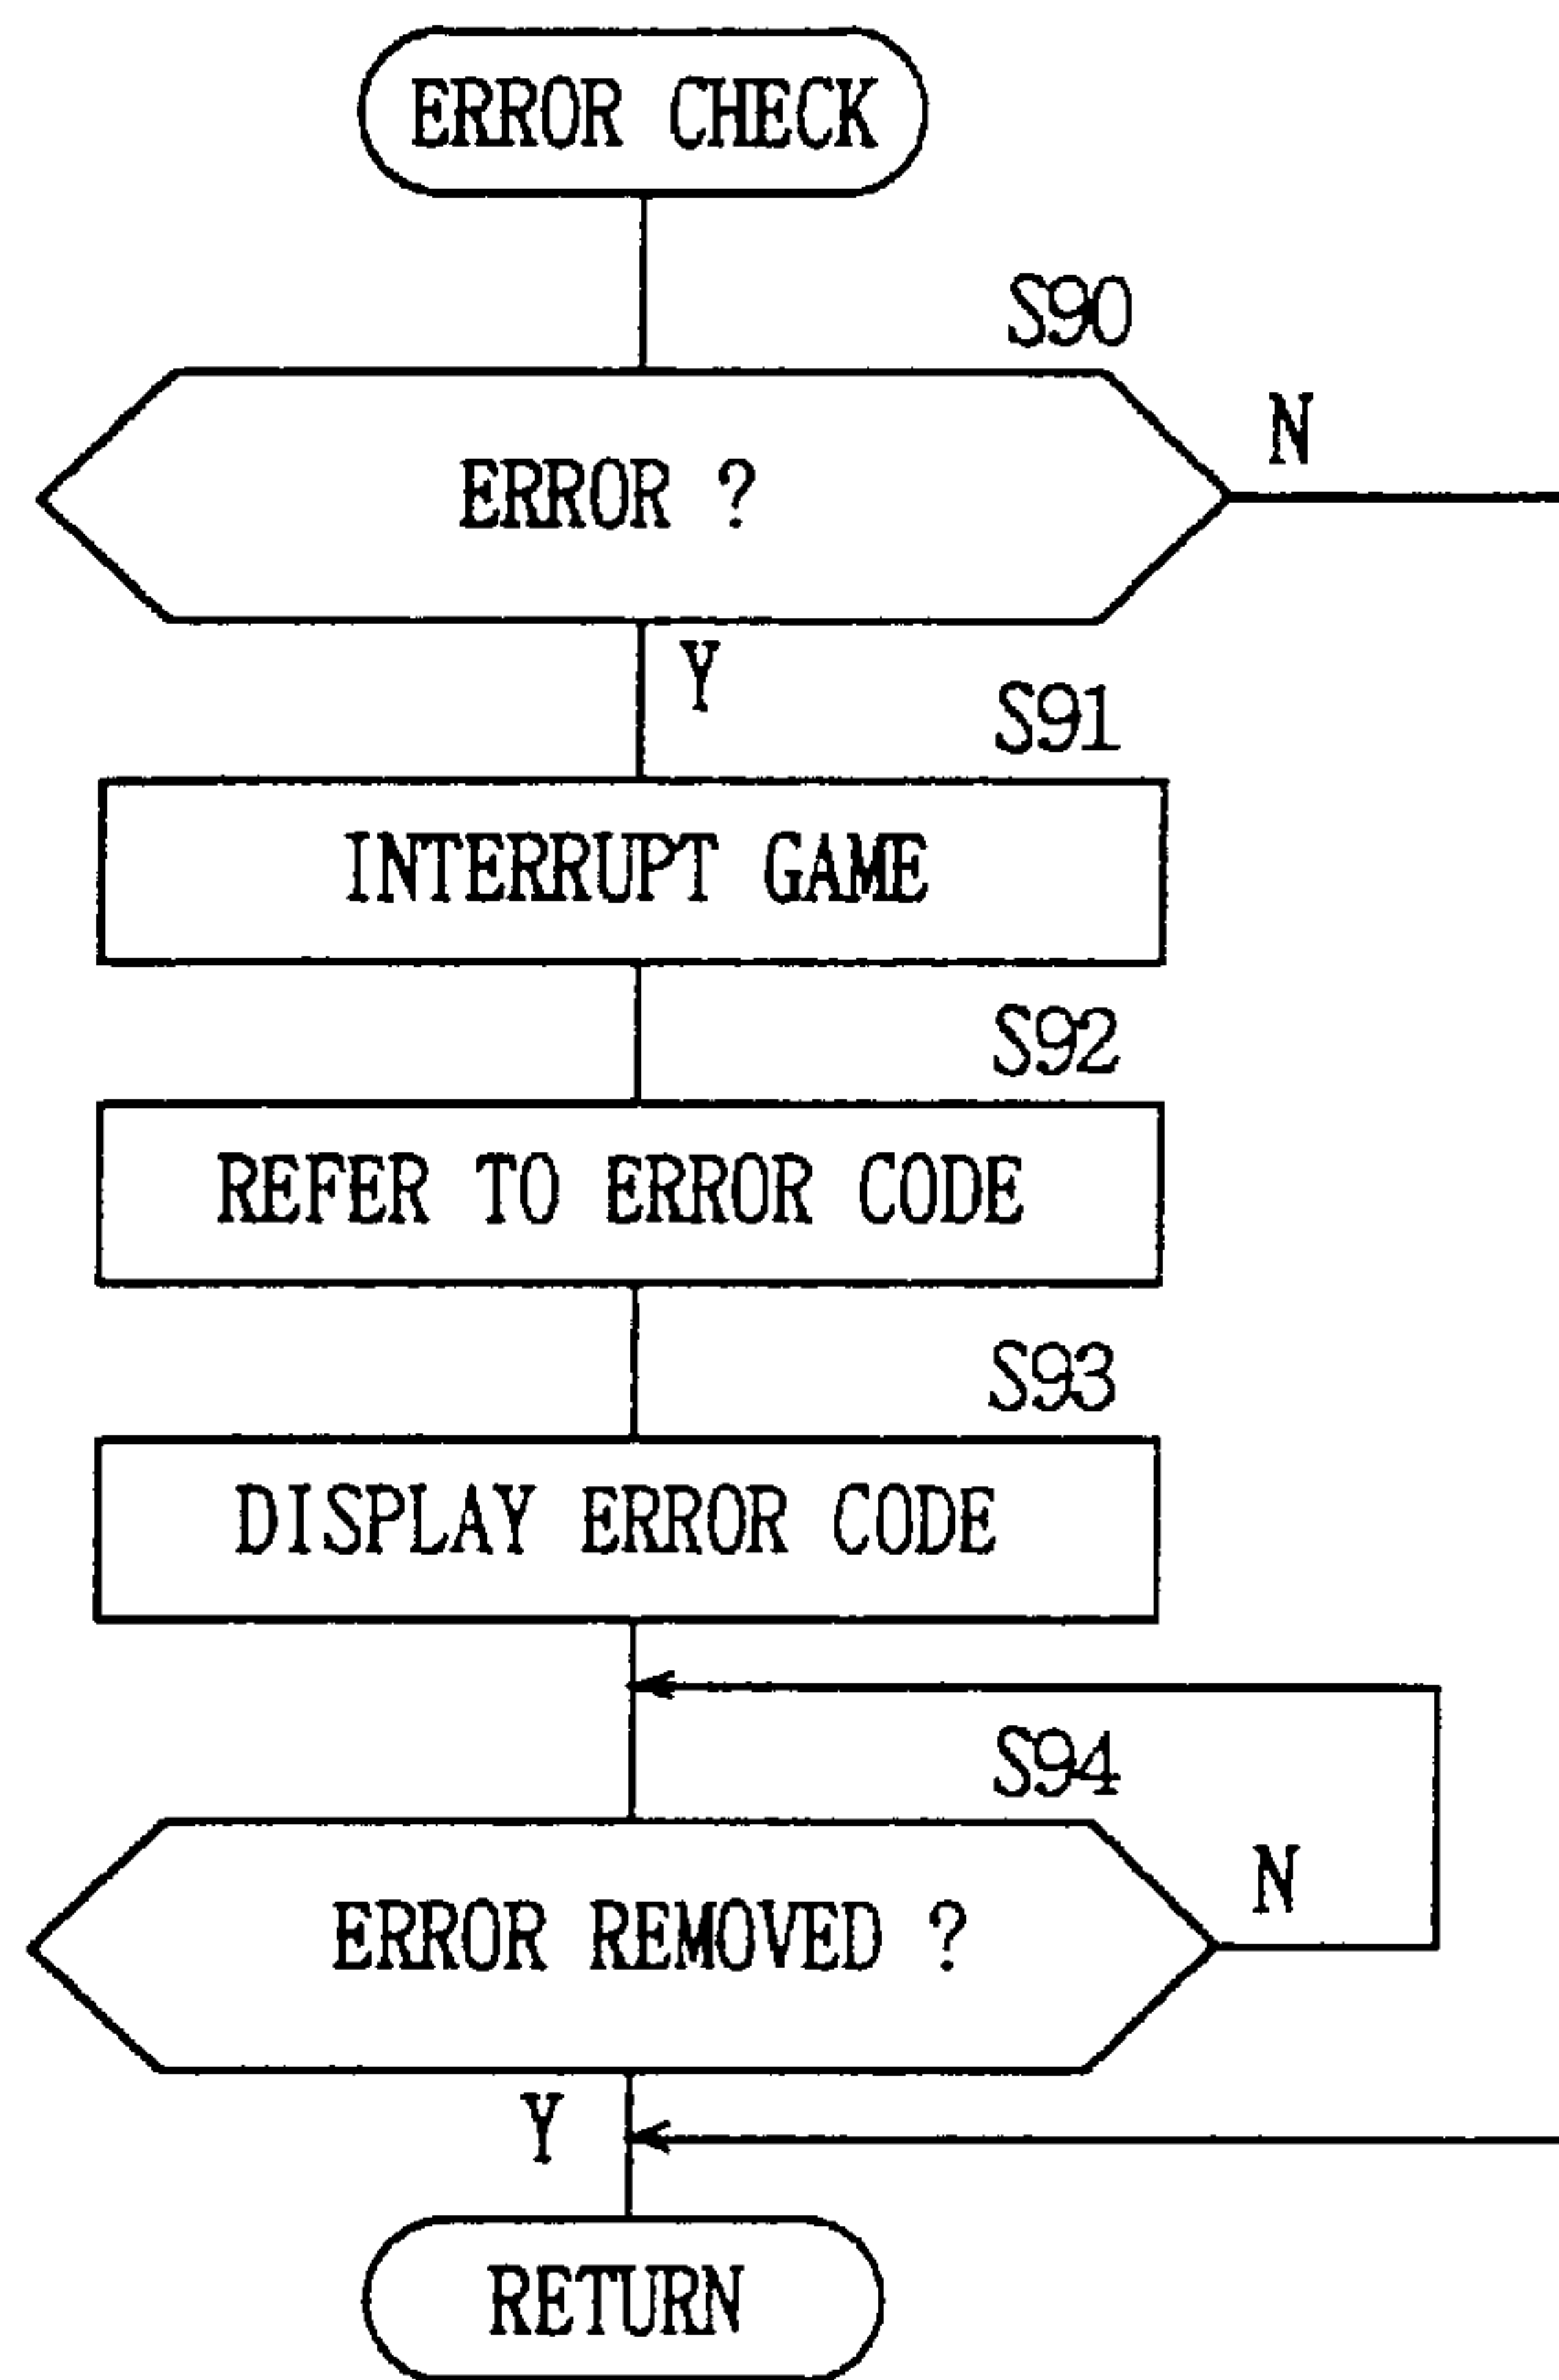 ERROR CHECK
S90
ERROR ?
N
Y
S91
INTERRUPT GAME
S92
REFER TO ERROR CODE
S93
DISPLAY ERROR CODE
S94
ERROR REMOVED ?
N
Y
RETURN